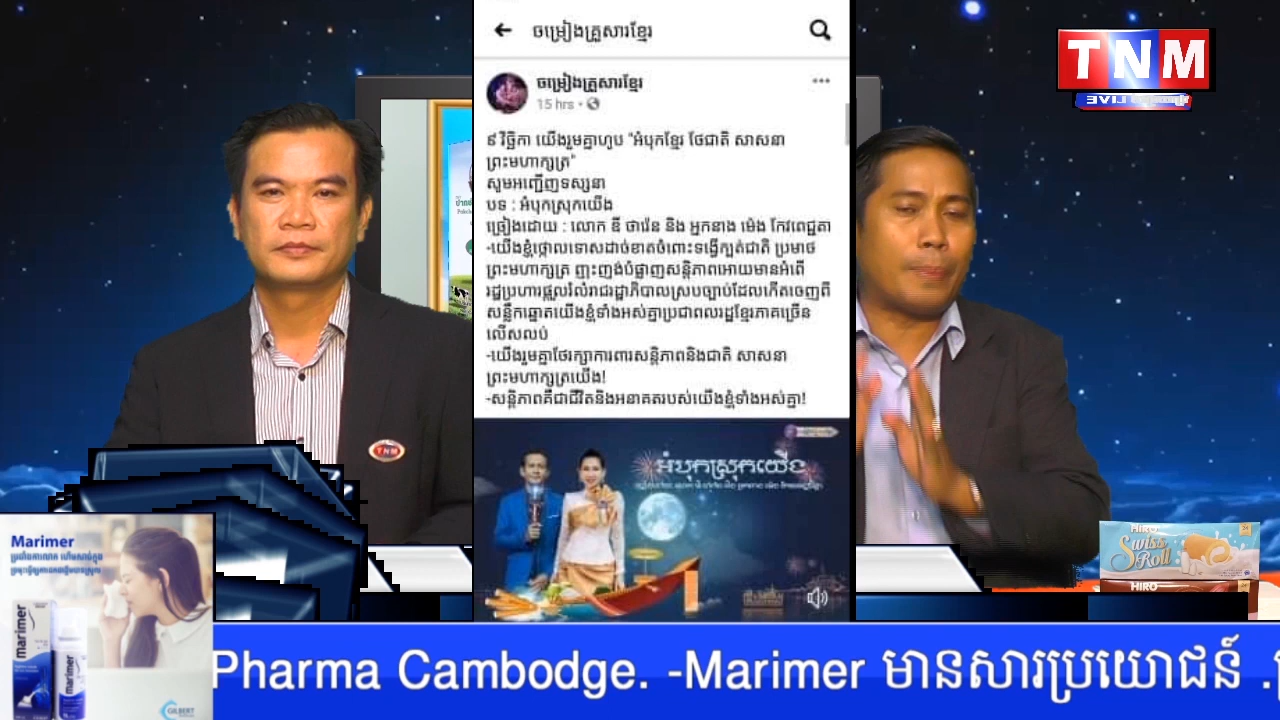 ចម្រៀងគ្រួសារខ្មែរ
ចម្រៀងគ្រួសារខ្មែរ
15 hrs
៩ វិច្ឆិកា យើងរួមគ្នាហូប "អំបុកខ្មែរ ថែជាតិ សាសនា
ព្រះមហាក្សត្រ"
សូមអញ្ជើញទស្សនា
បទ : អំបុកស្រុកយើង
ច្រៀងដោយ : លោក ឌី ថាវ៉េន និង អ្នកនាង ម៉េង កែវពេជ្ជតា
-យើងខ្ញុំថ្កោលទោសដាច់ខាតចំពោះទង្វើក្បត់ជាតិ ប្រមាថ
ព្រះមហាក្សត្រ ញុះញង់បំផ្លាញសន្តិភាពអោយមានអំពើ
រដ្ឋប្រហារផ្តួលរំលំរាជរដ្ឋាភិបាលស្របច្បាប់ដែលកើតចេញពី
សន្លឹកឆ្នោតយើងខ្ញុំទាំងអស់គ្នាប្រជាពលរដ្ឋខ្មែរភាគច្រើន
លើសលប់
-យើងរួមគ្នាថែរក្សាការពារសន្តិភាពនិងជាតិ សាសនា
ព្រះមហាក្សត្រយើង!
-សន្តិភាពគឺជាជីវិតនិងអនាគតរបស់យើងខ្ញុំទាំងអស់គ្នា!
អំបុកស្រុកយើង
TNM
LIVE
TNM
Marimer
marimer
marimer
GILBERT
HIRO
Swiss Roll
HIRO
Pharma Cambodge. -Marimer មានសារប្រយោជន៍ .